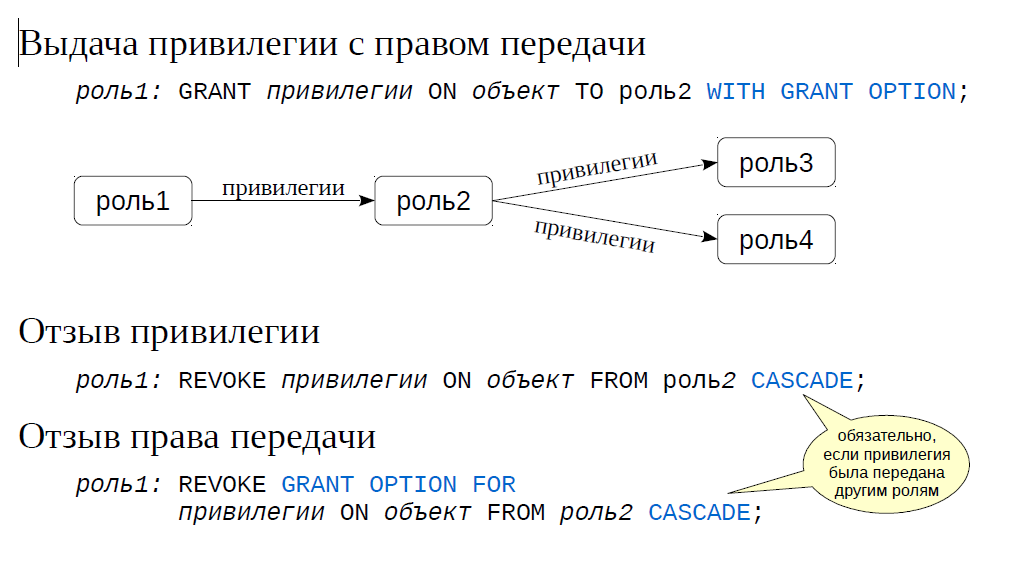 Выдача привилегии с правом передачи
роль1: GRANT привилегии ON объект TO роль2 WITH GRANT OPTION;
роль1
привилегии
роль2
привилегии
роль3
привилегии
роль4
Отзыв привилегии
роль1: REVOKE привилегии ON объект FROM роль2 CASCADE;
Отзыв права передачи
роль1: REVOKE GRANT OPTION FOR
привилегии ON объект FROM роль2 CASCADE;
обязательно,
если привилегия
была передана
другим ролям